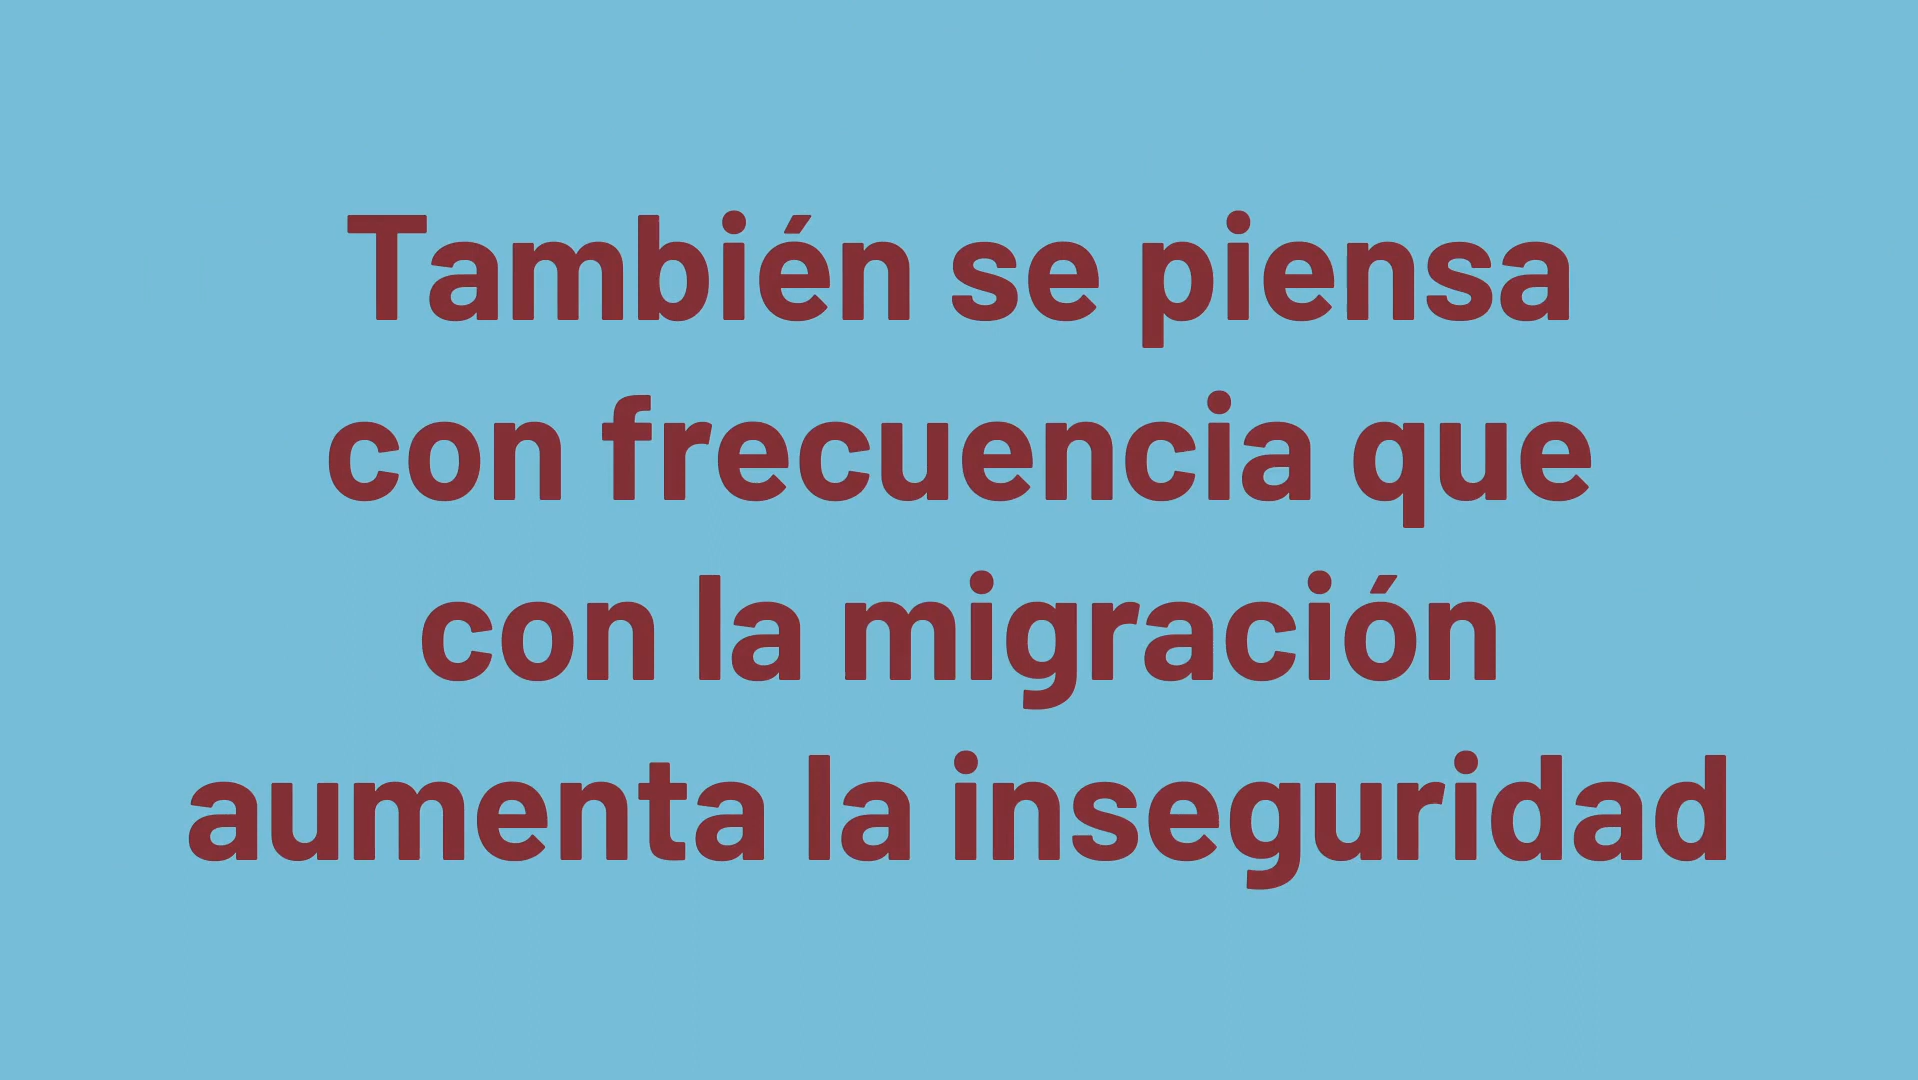 También se piensa
con frecuencia que
con la migración
aumenta la inseguridad